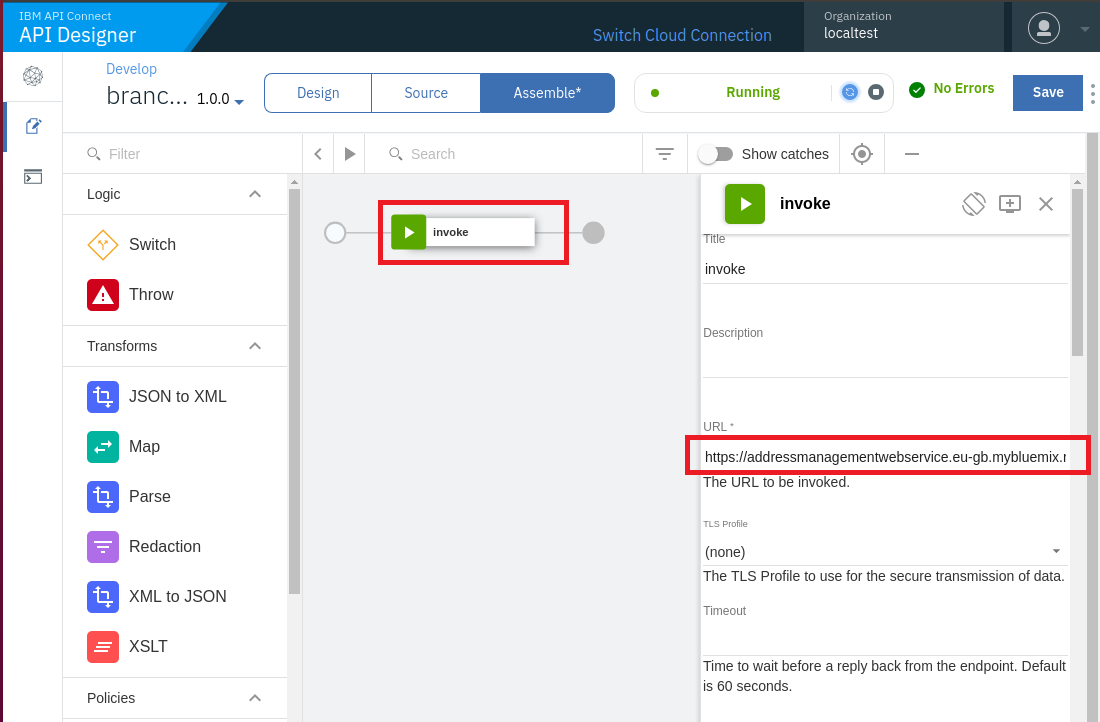 IBM API Connect
API Designer
Switch Cloud Connection
Organization
localtest
Develop
branc... 1.0.0
Design
Source
Assemble*
Running
No Errors
Save
Filter
Search
Show catches
Logic
Switch
Throw
Transforms
JSON to XML
Map
Parse
Redaction
XML to JSON
XSLT
Policies
invoke
invoke
Title
invoke
Description
URL *
https://addressmanagementwebservice.eu-gb.mybluemix.
The URL to be invoked.
TLS Profile
(none)
The TLS Profile to use for the secure transmission of data.
Timeout
Time to wait before a reply back from the endpoint. Default
is 60 seconds.